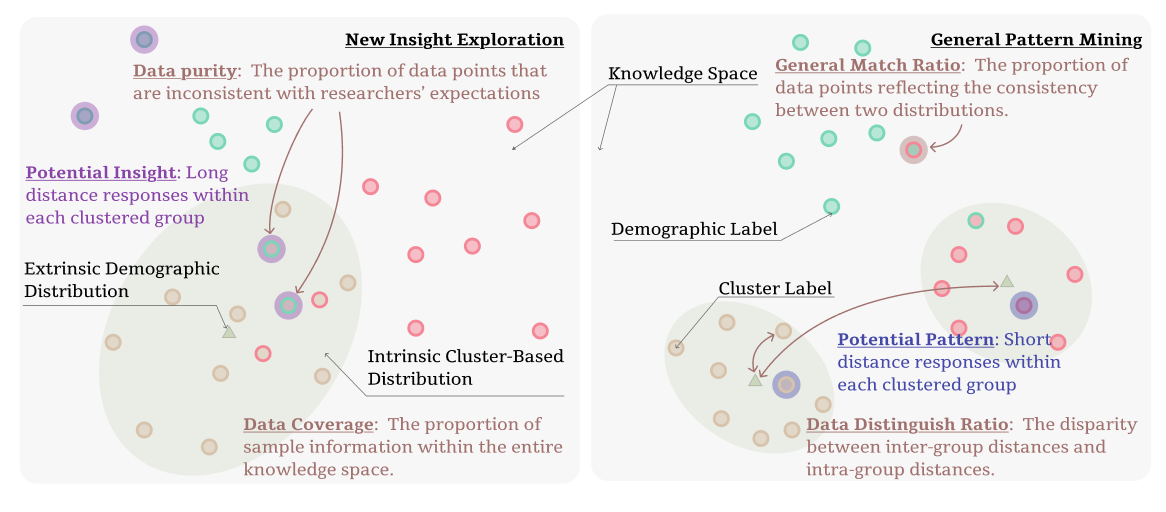 New Insight Exploration
Data purity:  The proportion of data points that
are inconsistent with researchers’ expectations
Potential Insight: Long
distance responses within
each clustered group
Extrinsic Demographic
Distribution
Intrinsic Cluster-Based
Distribution
Data Coverage:  The proportion of
sample information within the entire
knowledge space.
Knowledge Space
General Pattern Mining
General Match Ratio:  The proportion of
data points reflecting the consistency
between two distributions.
Demographic Label
Cluster Label
Potential Pattern: Short
distance responses within
each clustered group
Data Distinguish Ratio:  The disparity
between inter-group distances and
intra-group distances.